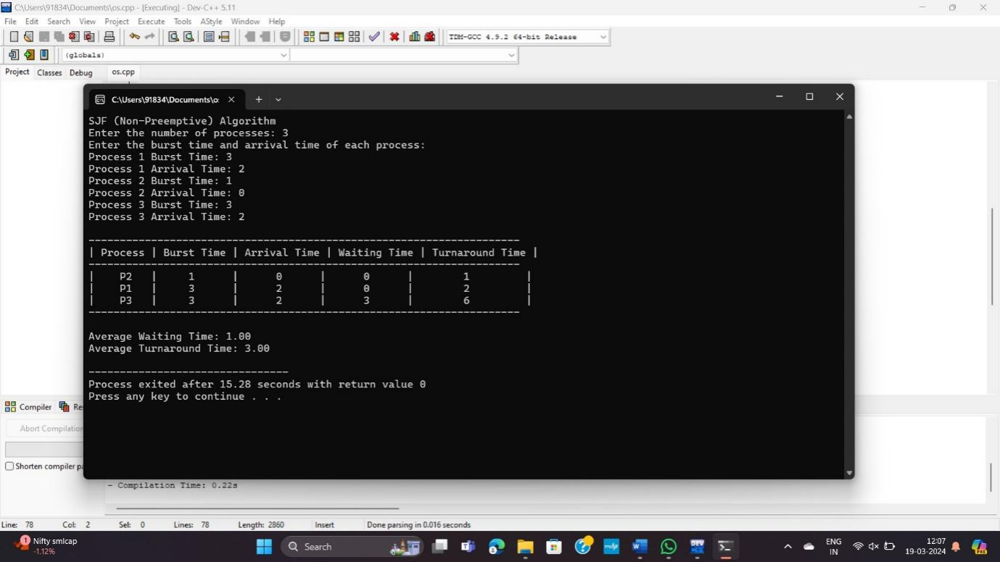 C:\Users\91834\Documents\os.cpp - [Executing] - Dev-C++ 5.11
File Edit Search View Project Execute Tools AStyle Window Help
TDM-GCC 4.9.2 64-bit Release
(globals)
Project Classes Debug os.cpp
C:\Users\91834\Documents\o:
SJF (Non-Preemptive) Algorithm
Enter the number of processes: 3
Enter the burst time and arrival time of each process:
Process 1 Burst Time: 3
Process 1 Arrival Time: 2
Process 2 Burst Time: 1
Process 2 Arrival Time: 0
Process 3 Burst Time: 3
Process 3 Arrival Time: 2
| Process | Burst Time | Arrival Time | Waiting Time | Turnaround Time |
| P2 | 1 | 0 | 0 | 1 |
| P1 | 3 | 2 | 0 | 2 |
| P3 | 3 | 2 | 3 | 6 |
Average Waiting Time: 1.00
Average Turnaround Time: 3.00
--------------------------------
Process exited after 15.28 seconds with return value 0
Press any key to continue . . .
Compiler Re
Abort Compilation
Shorten compiler pa
- Compilation Time: 0.22s
Line: 78 Col: 2 Sel: 0 Lines: 78 Length: 2860 Insert Done parsing in 0.016 seconds
1 Nifty smlcap
-1.12%
Search
DEV
ENG
IN
12:07
19-03-2024
PRE